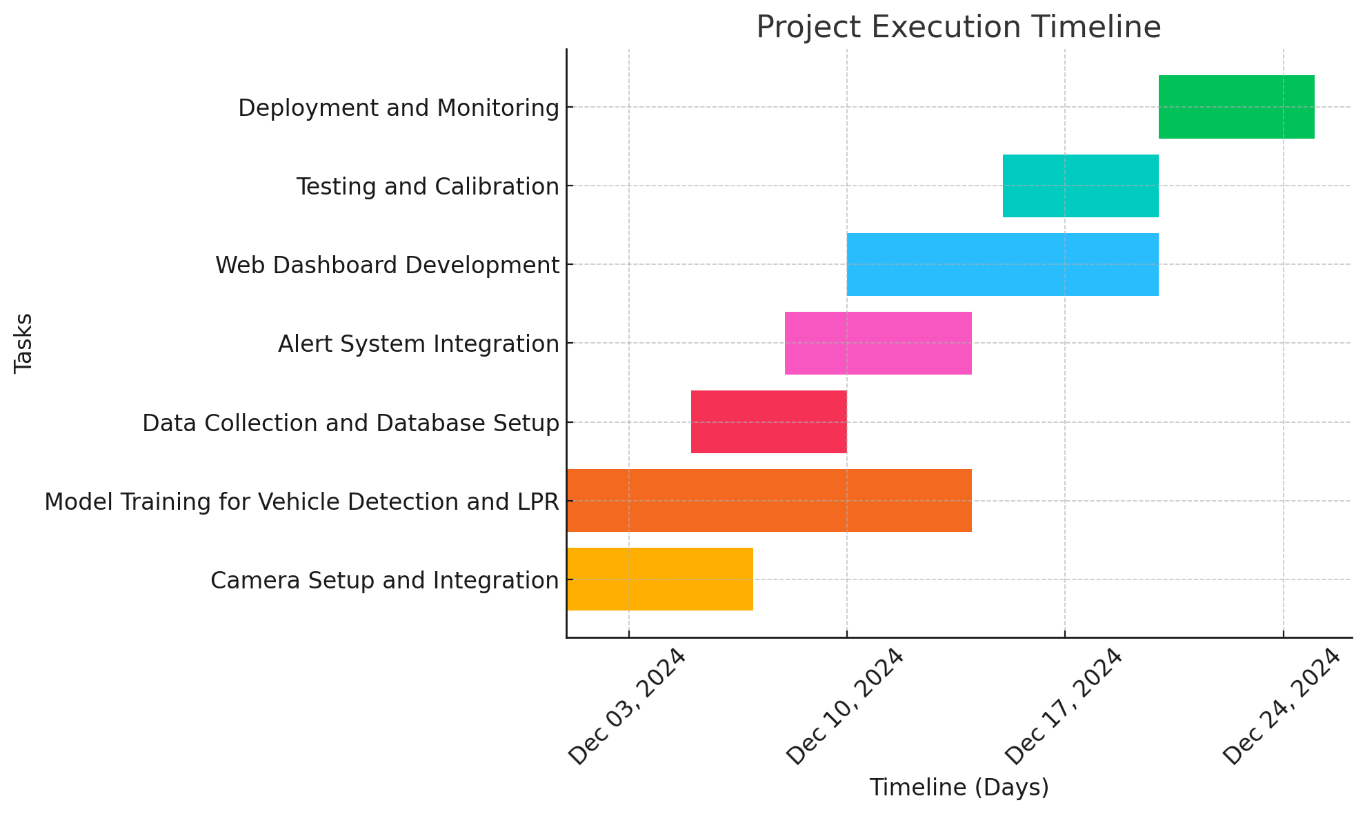 Project Execution Timeline
Deployment and Monitoring
Testing and Calibration
Web Dashboard Development
Alert System Integration
Data Collection and Database Setup
Model Training for Vehicle Detection and LPR
Camera Setup and Integration
Tasks
Dec 03, 2024
Dec 10, 2024
Dec 17, 2024
Dec 24, 2024
Timeline (Days)